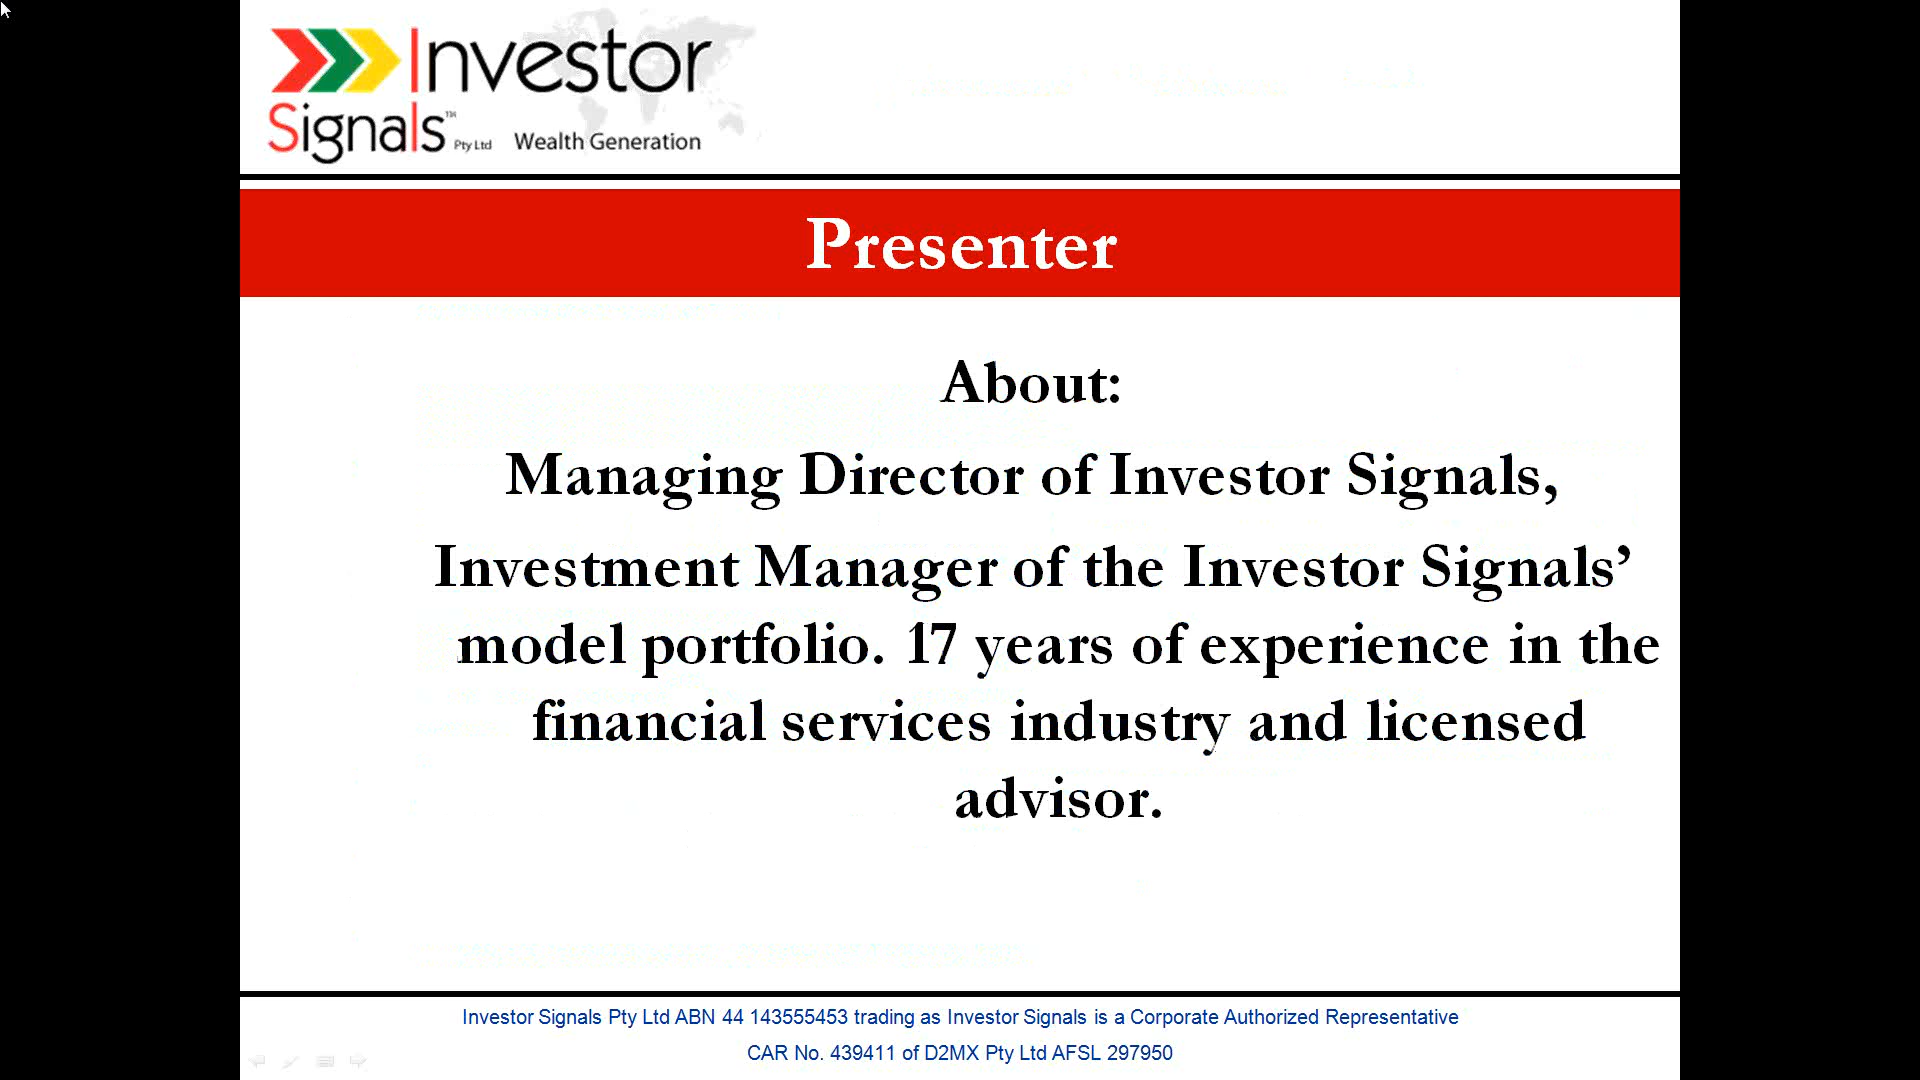 Investor
Signals™ Pty Ltd Wealth Generation
Presenter
About:
Managing Director of Investor Signals,
Investment Manager of the Investor Signals’
model portfolio. 17 years of experience in the
financial services industry and licensed
advisor.
Investor Signals Pty Ltd ABN 44 143555453 trading as Investor Signals is a Corporate Authorized Representative
CAR No. 439411 of D2MX Pty Ltd AFSL 297950